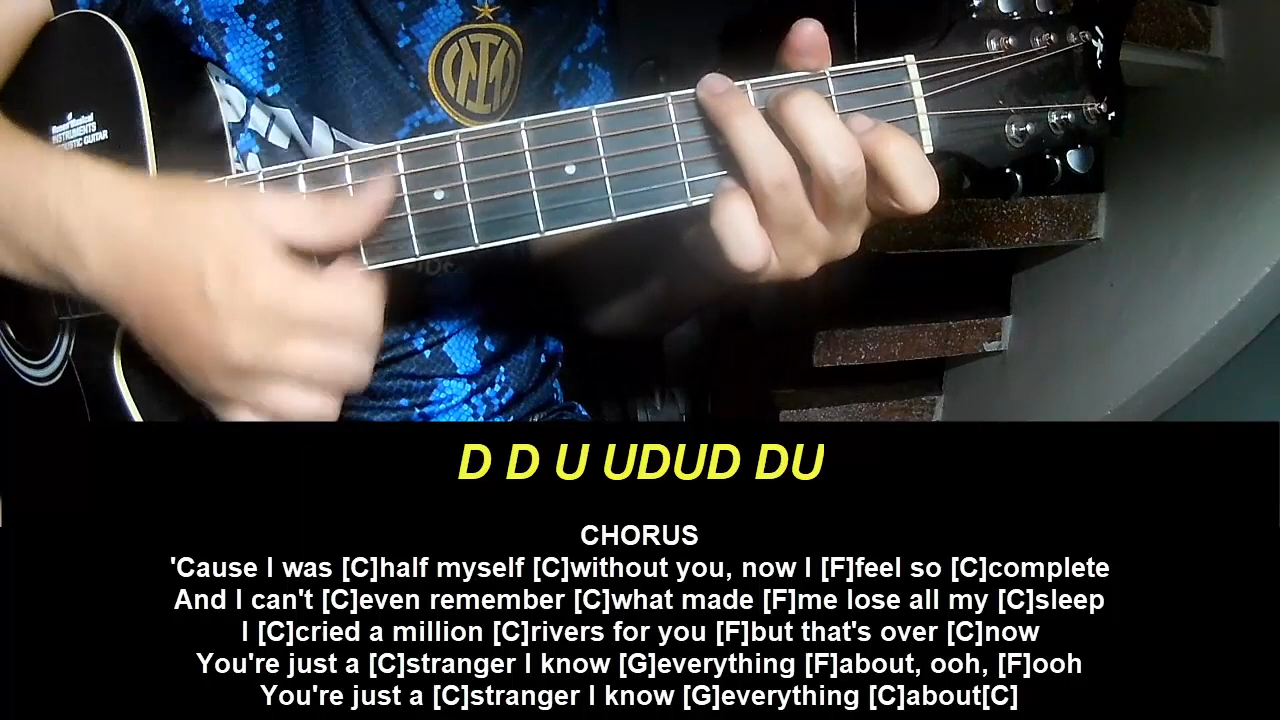 INSTRUMENTS
D D U UDUD DU
CHORUS
'Cause I was [C]half myself [C]without you, now I [F]feel so [C]complete
And I can't [C]even remember [C]what made [F]me lose all my [C]sleep
I [C]cried a million [C]rivers for you [F]but that's over [C]now
You're just a [C]stranger I know [G]everything [F]about, ooh, [F]ooh
You're just a [C]stranger I know [G]everything [C]about[C]